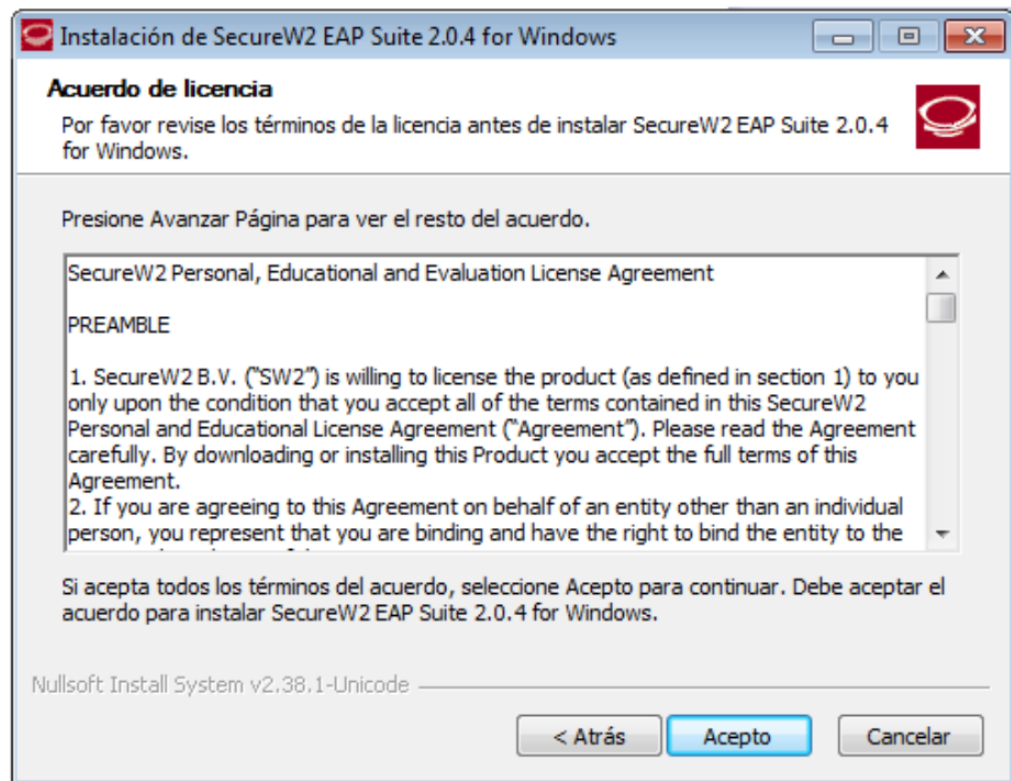 Instalación de SecureW2 EAP Suite 2.0.4 for Windows
Acuerdo de licencia
Por favor revise los términos de la licencia antes de instalar SecureW2 EAP Suite 2.0.4
for Windows.
Presione Avanzar Página para ver el resto del acuerdo.
SecureW2 Personal, Educational and Evaluation License Agreement
PREAMBLE
1. SecureW2 B.V. ("SW2") is willing to license the product (as defined in section 1) to you
only upon the condition that you accept all of the terms contained in this SecureW2
Personal and Educational License Agreement ("Agreement"). Please read the Agreement
carefully. By downloading or installing this Product you accept the full terms of this
Agreement.
2. If you are agreeing to this Agreement on behalf of an entity other than an individual
person, you represent that you are binding and have the right to bind the entity to the
Si acepta todos los términos del acuerdo, seleccione Acepto para continuar. Debe aceptar el
acuerdo para instalar SecureW2 EAP Suite 2.0.4 for Windows.
Nullsoft Install System v2.38.1-Unicode
< Atrás
Acepto
Cancelar